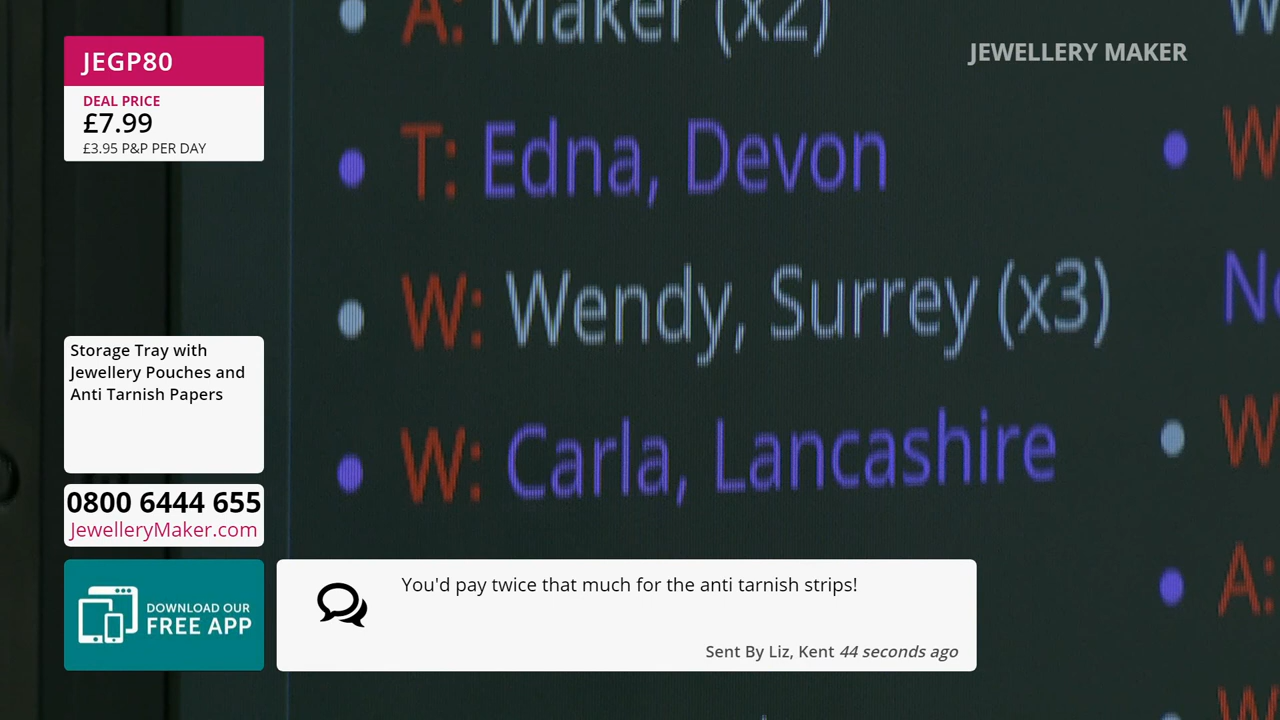 JEGP80
DEAL PRICE
£7.99
£3.95 P&P PER DAY
JEWELLERY MAKER
A: Maker (x2)
T: Edna, Devon
W: Wendy, Surrey (x3)
W: Carla, Lancashire
W
W
W
A:
W
Storage Tray with
Jewellery Pouches and
Anti Tarnish Papers
0800 6444 655
JewelleryMaker.com
DOWNLOAD OUR
FREE APP
You'd pay twice that much for the anti tarnish strips!
Sent By Liz, Kent 44 seconds ago